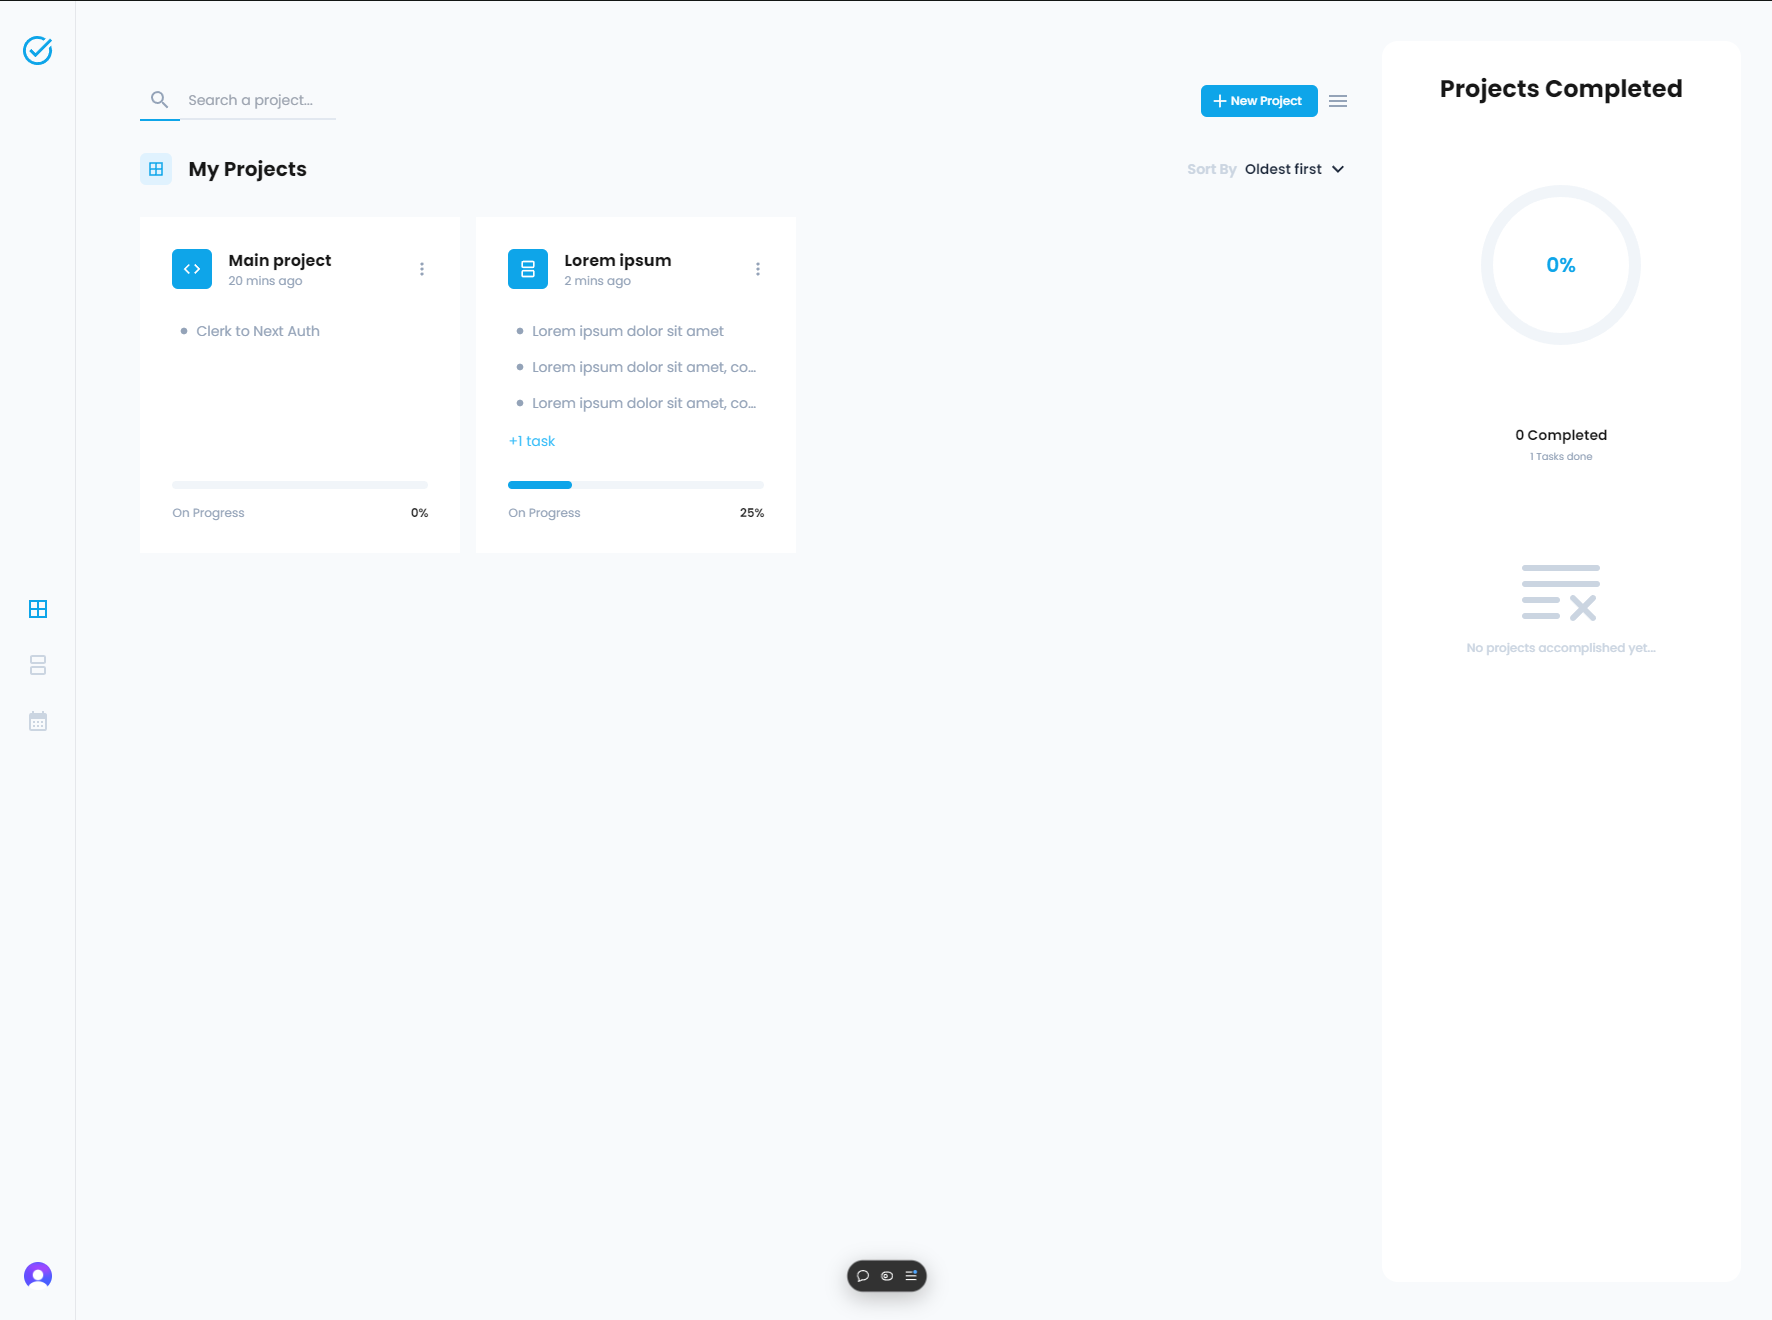 Search a project...
New Project
My Projects
Sort By Oldest first
Main project
20 mins ago
Clerk to Next Auth
On Progress 0%
Lorem ipsum
2 mins ago
Lorem ipsum dolor sit amet
Lorem ipsum dolor sit amet, co...
Lorem ipsum dolor sit amet, co...
+1 task
On Progress 25%
Projects Completed
0%
0 Completed
1 Tasks done
No projects accomplished yet...